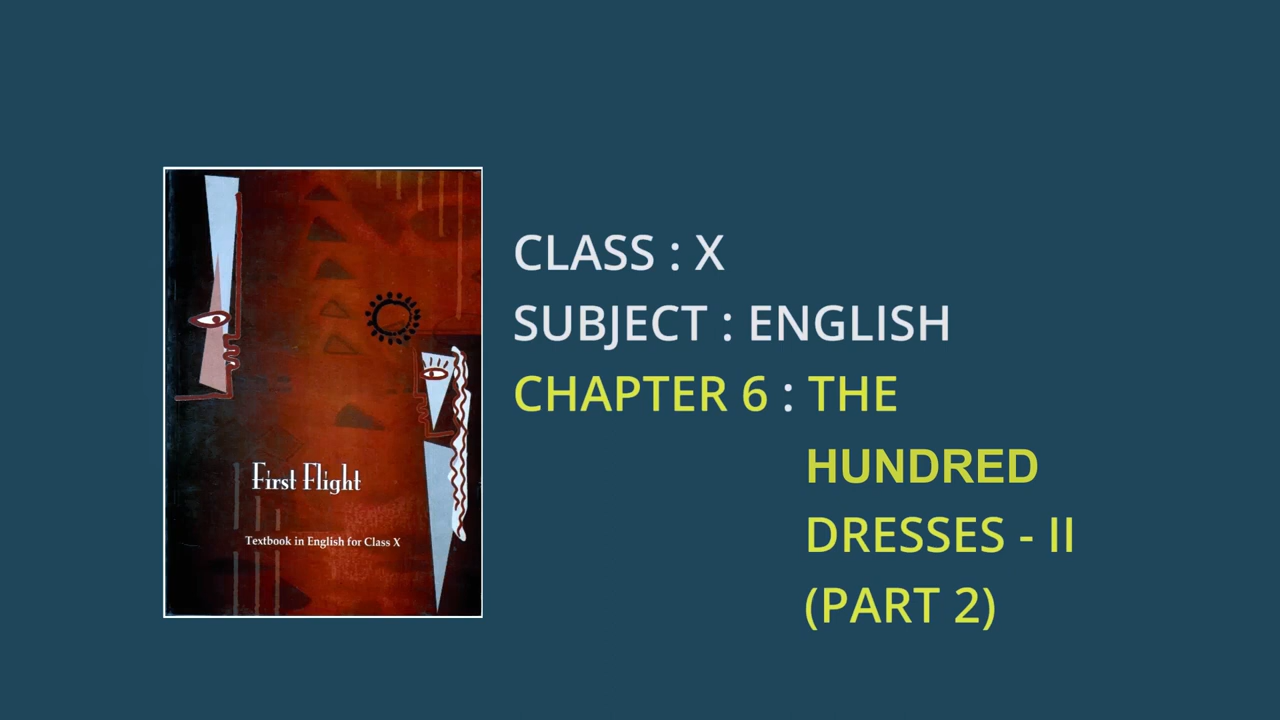 First Flight
Textbook in English for Class X
CLASS : X
SUBJECT : ENGLISH
CHAPTER 6 : THE
HUNDRED
DRESSES - II
(PART 2)